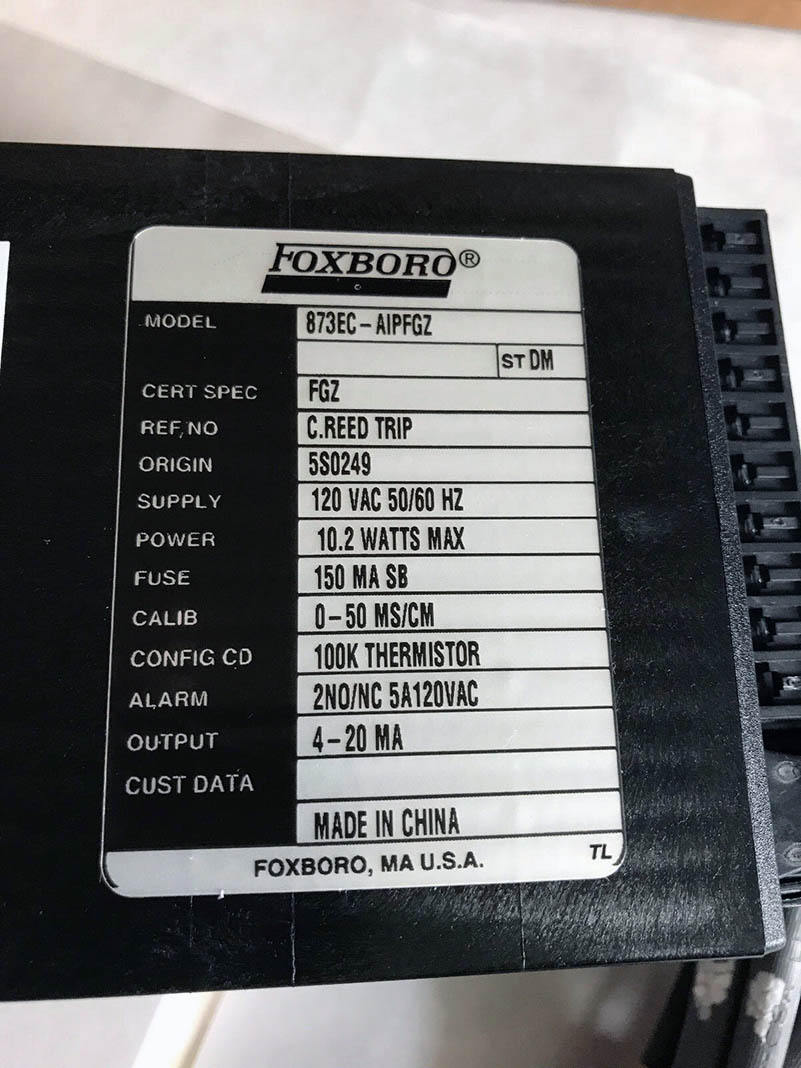 FOXBORO®
MODEL 873EC-AIPFGZ
ST DM
CERT SPEC FGZ
REF. NO C.REED TRIP
ORIGIN 5S0249
SUPPLY 120 VAC 50/60 HZ
POWER 10.2 WATTS MAX
FUSE 150 MA SB
CALIB 0-50 MS/CM
CONFIG CD 100K THERMISTOR
ALARM 2NO/NC 5A120VAC
OUTPUT 4-20 MA
CUST DATA
MADE IN CHINA
FOXBORO, MA U.S.A. TL